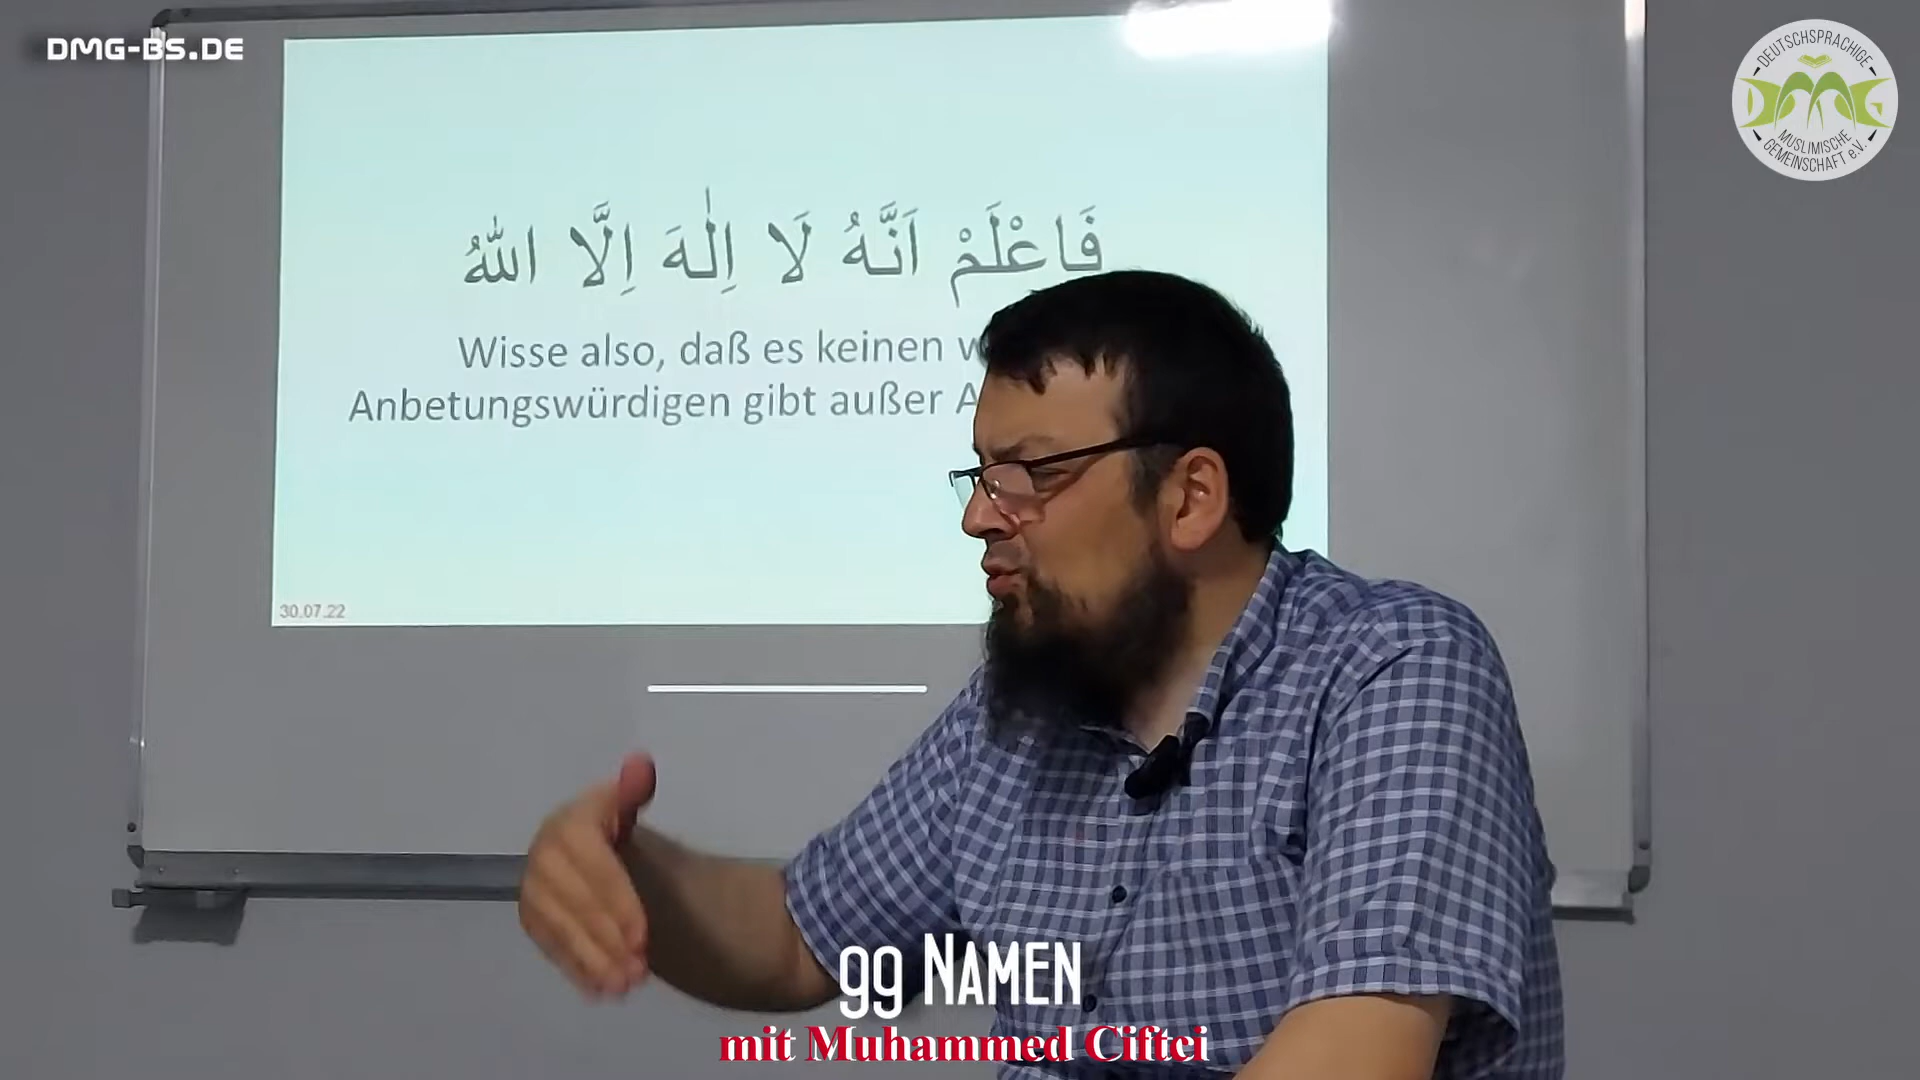 DMG-BS.DE
DEUTSCHSPRACHIGE
DMG
MUSLIMISCHE
GEMEINSCHAFT e.V.
فَاعْلَمْ اَنَّهُ لَا اِلٰهَ اِلَّا اللّٰهُ
Wisse also, daß es keinen
Anbetungswürdigen gibt außer
30.07.22
99 NAMEN
mit Muhammed Ciftci